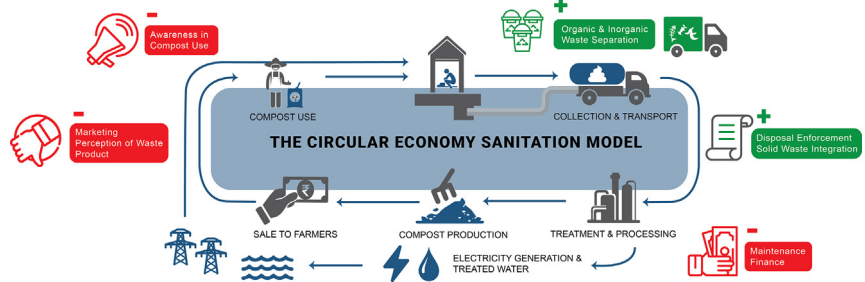 Awareness in
Compost Use
Organic & Inorganic
Waste Separation
COMPOST USE
COLLECTION & TRANSPORT
Marketing
Perception of Waste
Product
THE CIRCULAR ECONOMY SANITATION MODEL
Disposal Enforcement
Solid Waste Integration
SALE TO FARMERS
COMPOST PRODUCTION
TREATMENT & PROCESSING
Maintenance
Finance
ELECTRICITY GENERATION &
TREATED WATER